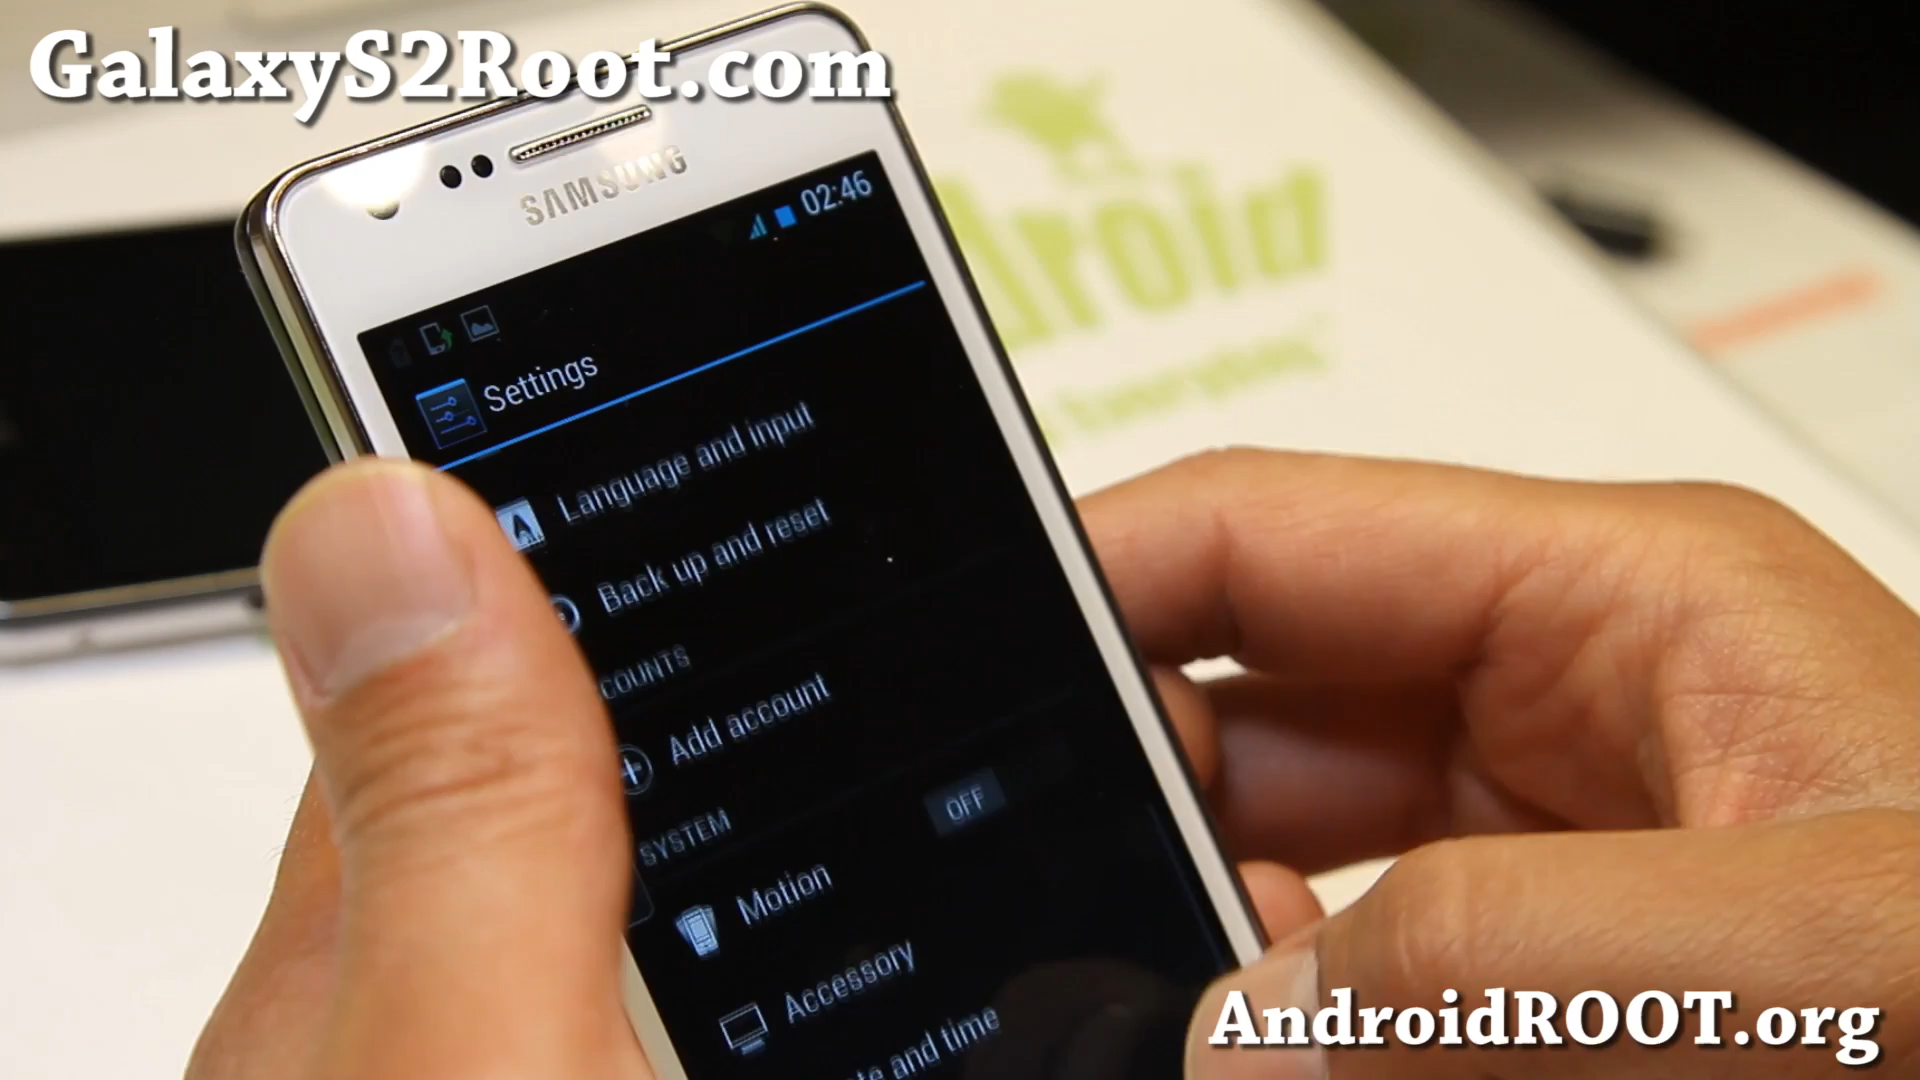 GalaxyS2Root.com
SAMSUNG
02:46
Settings
Language and input
Back up and reset
COUNTS
Add account
SYSTEM
Motion
OFF
Accessory
and time
AndroidROOT.org